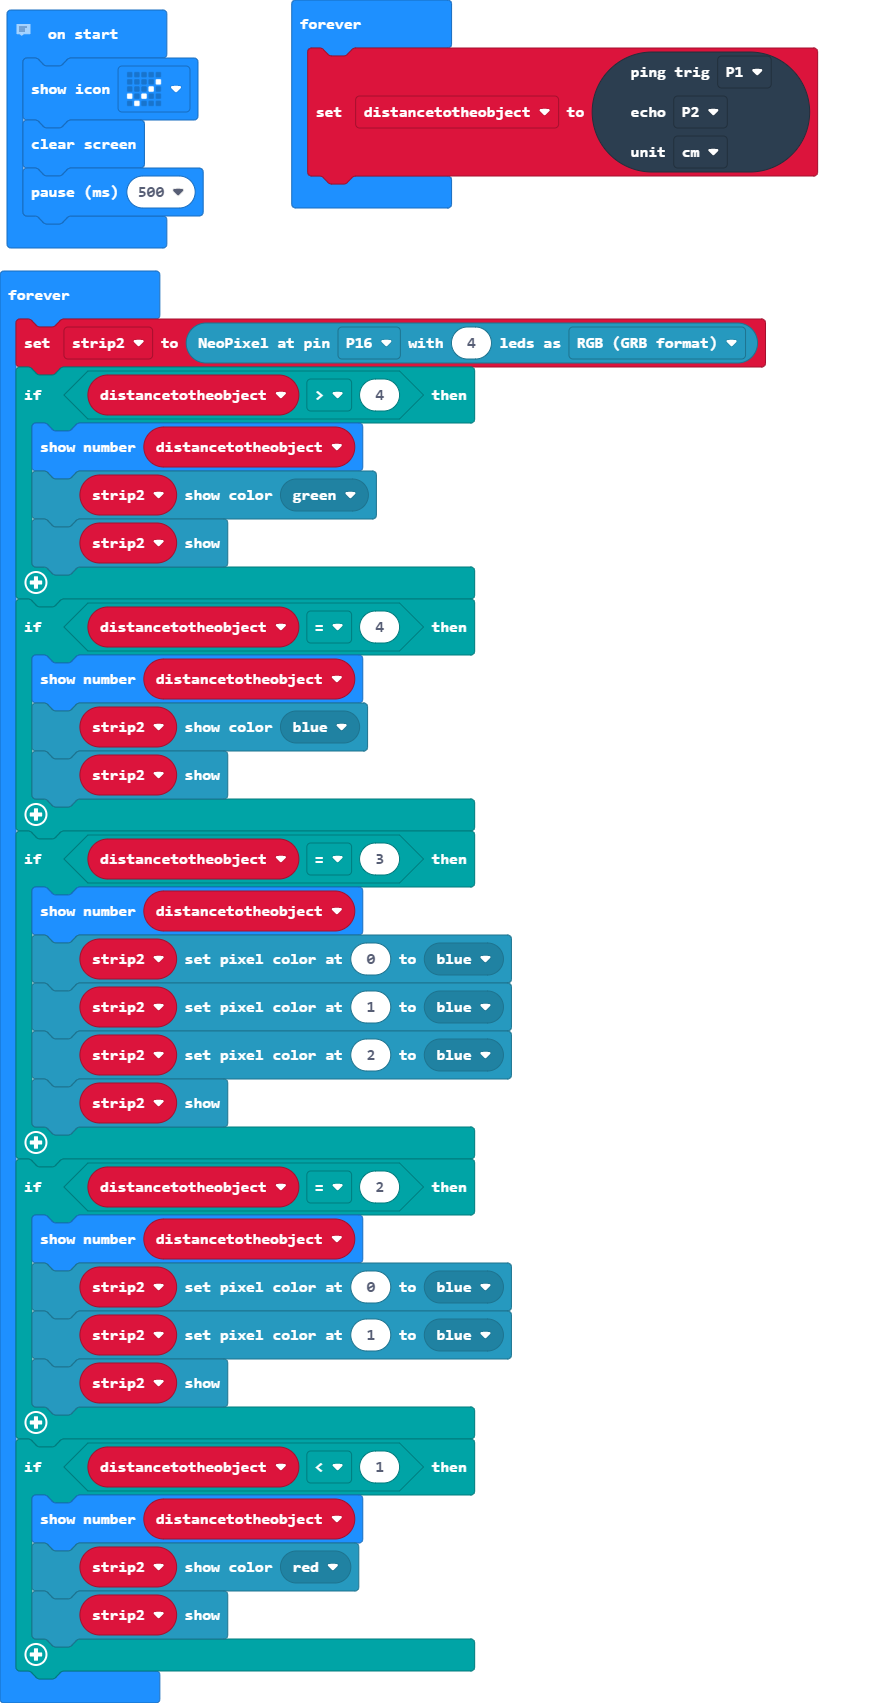 on start
show icon
clear screen
pause (ms) 500
forever
set distancetotheobject to ping trig P1
echo P2
unit cm
forever
set strip2 to NeoPixel at pin P16 with 4 leds as RGB (GRB format)
if distancetotheobject > 4 then
show number distancetotheobject
strip2 show color green
strip2 show
if distancetotheobject = 4 then
show number distancetotheobject
strip2 show color blue
strip2 show
if distancetotheobject = 3 then
show number distancetotheobject
strip2 set pixel color at 0 to blue
strip2 set pixel color at 1 to blue
strip2 set pixel color at 2 to blue
strip2 show
if distancetotheobject = 2 then
show number distancetotheobject
strip2 set pixel color at 0 to blue
strip2 set pixel color at 1 to blue
strip2 show
if distancetotheobject < 1 then
show number distancetotheobject
strip2 show color red
strip2 show